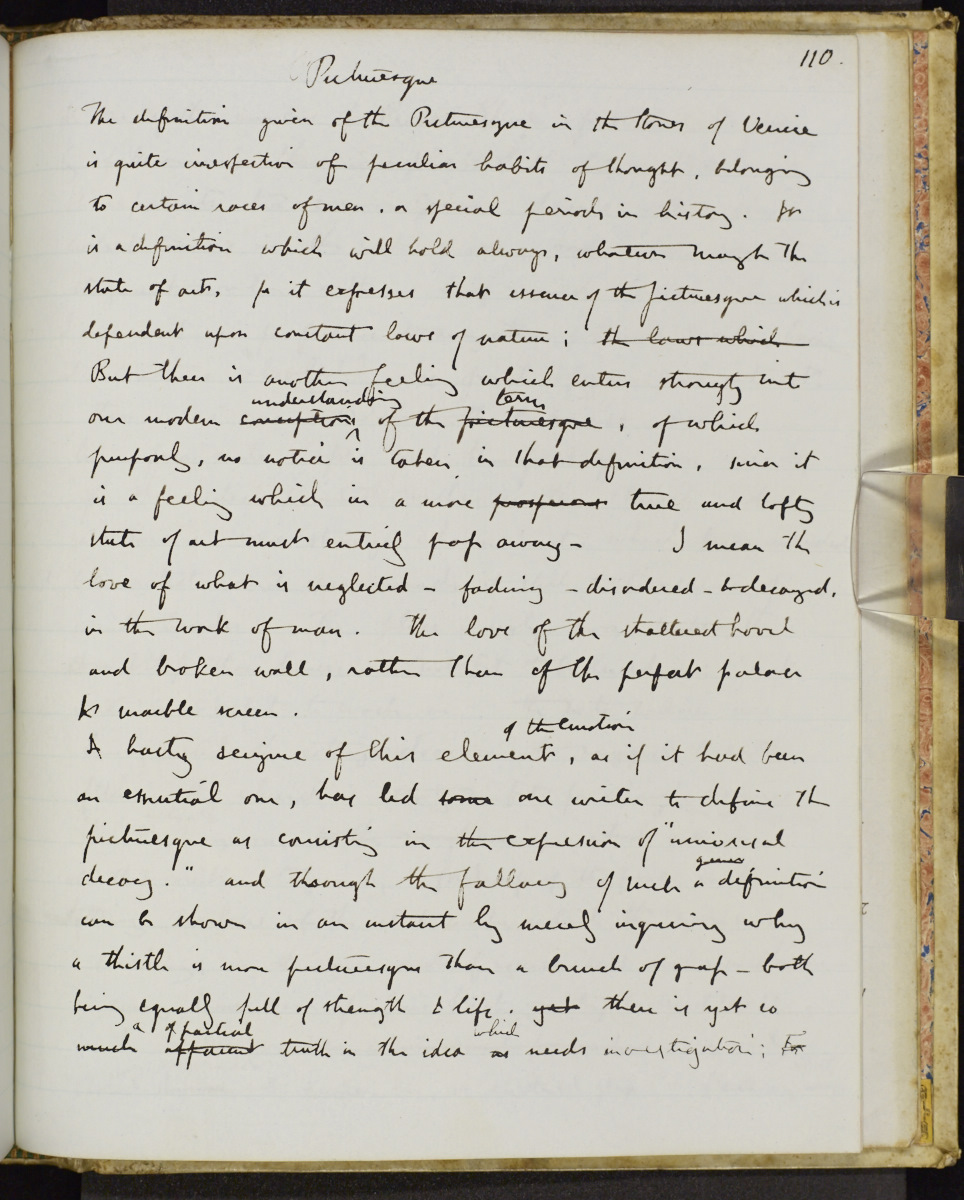 110.
Picturesque
The definition given of the Picturesque in the Stones of Venice
is quite irrespective of peculiar habits of thought, belonging
to certain races of men, or special periods in history. It
is a definition which will hold always, whatever may be the
state of art, for it expresses that essence of the picturesque which is
dependent upon constant laws of nature; the laws which
But there is another feeling which enters strongly into
understanding term
our modern conception of the picturesque, of which
purposely, no notice is taken in that definition, since it
is a feeling which in a more prosperous true and lofty
state of art must entirely pass away - I mean the
love of what is neglected - fading - disordered - & decayed,
in the work of man. The love of the shattered hovel
and broken wall, rather than of the perfect palace
& marble screen.
of the emotion
A hasty seizure of this element, as if it had been
an essential one, has led some one writer to define the
picturesque as consisting in the expression of "universal
decay." and though the fallacy of such a definition
can be shown in an instant by merely inquiring why
a thistle is more picturesque than a bunch of grass - both
being equally full of strength & life. yet there is yet so
a of partial which
much apparent truth in the idea as needs investigation; For